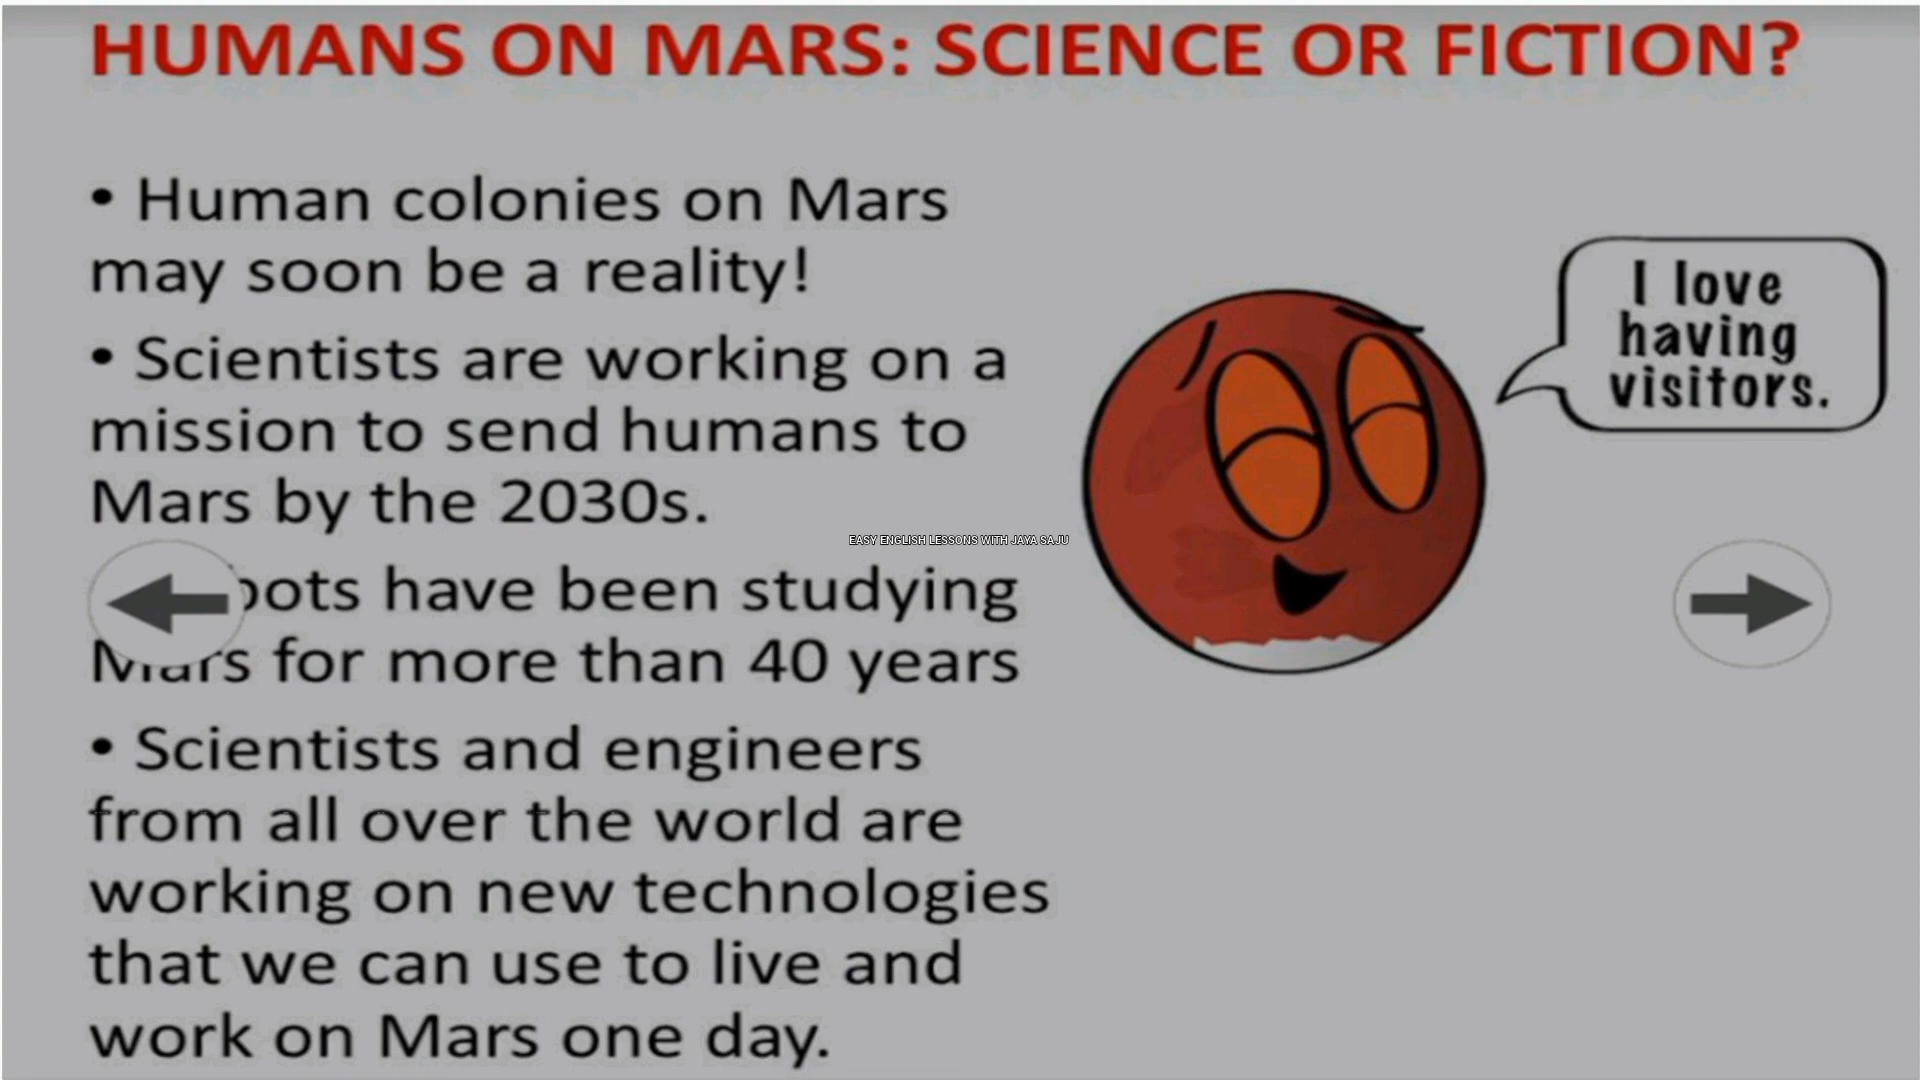 HUMANS ON MARS: SCIENCE OR FICTION?
• Human colonies on Mars
may soon be a reality!
• Scientists are working on a
mission to send humans to
Mars by the 2030s.
have been studying
Mars for more than 40 years
• Scientists and engineers
from all over the world are
working on new technologies
that we can use to live and
work on Mars one day.
I love
having
visitors.
EASY ENGLISH LESSONS WITH JAYA SAJU